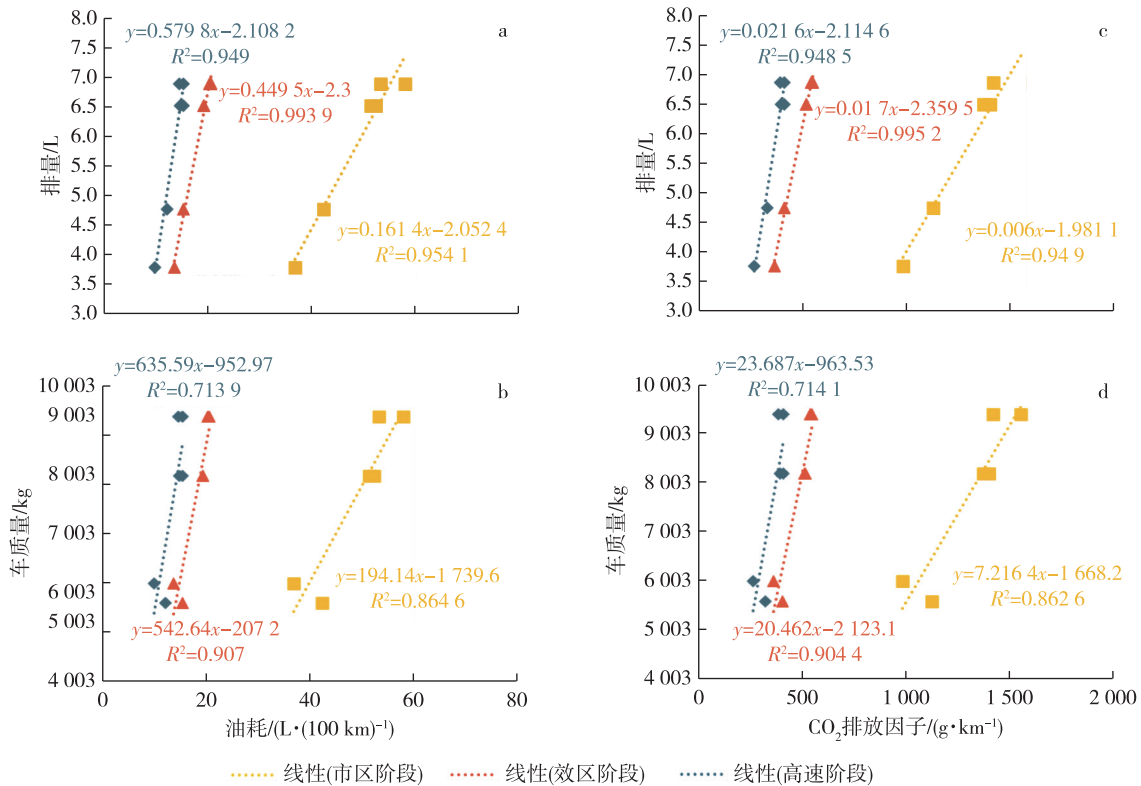 8.0
7.5
7.0
6.5
6.0
5.5
5.0
4.5
4.0
3.5
3.0
排量/L
a
y=0.579 8x−2.108 2
R²=0.949
y=0.449 5x−2.3
R²=0.993 9
y=0.161 4x−2.052 4
R²=0.954 1
8.0
7.5
7.0
6.5
6.0
5.5
5.0
4.5
4.0
3.5
3.0
排量/L
c
y=0.021 6x−2.114 6
R²=0.948 5
y=0.01 7x−2.359 5
R²=0.995 2
y=0.006x−1.981 1
R²=0.94 9
10 003
9 003
8 003
7 003
6 003
5 003
4 003
车质量/kg
b
y=635.59x−952.97
R²=0.713 9
y=194.14x−1 739.6
R²=0.864 6
y=542.64x−207 2
R²=0.907
0 20 40 60 80
油耗/(L·(100 km)⁻¹
10 003
9 003
8 003
7 003
6 003
5 003
4 003
车质量/kg
d
y=23.687x−963.53
R²=0.714 1
y=7.216 4x−1 668.2
R²=0.862 6
y=20.462x−2 123.1
R²=0.904 4
0 500 1 000 1 500 2 000
CO₂排放因子/(g·km⁻¹)
线性(市区阶段) 线性(效区阶段) 线性(高速阶段)